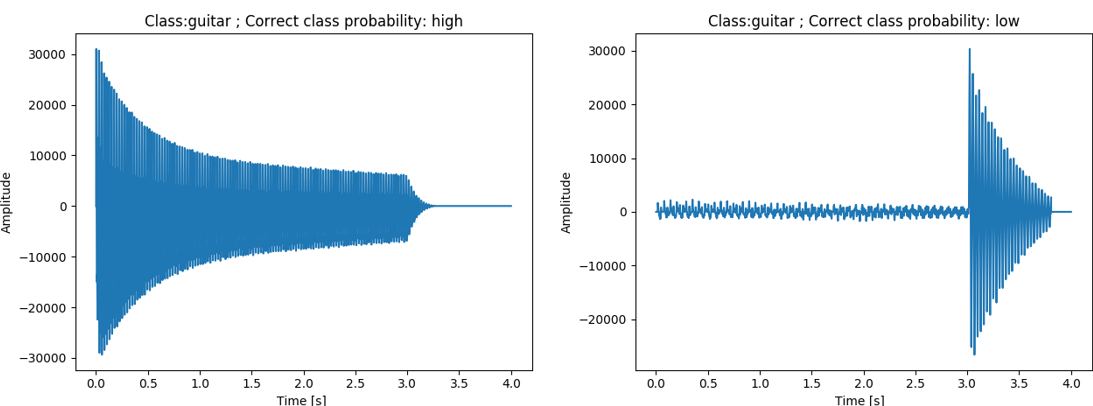 Class:guitar ; Correct class probability: high
30000
20000
10000
0
−10000
−20000
−30000
Amplitude
0.0 0.5 1.0 1.5 2.0 2.5 3.0 3.5 4.0
Time [s]
Class:guitar ; Correct class probability: low
30000
20000
10000
0
−10000
−20000
Amplitude
0.0 0.5 1.0 1.5 2.0 2.5 3.0 3.5 4.0
Time [s]